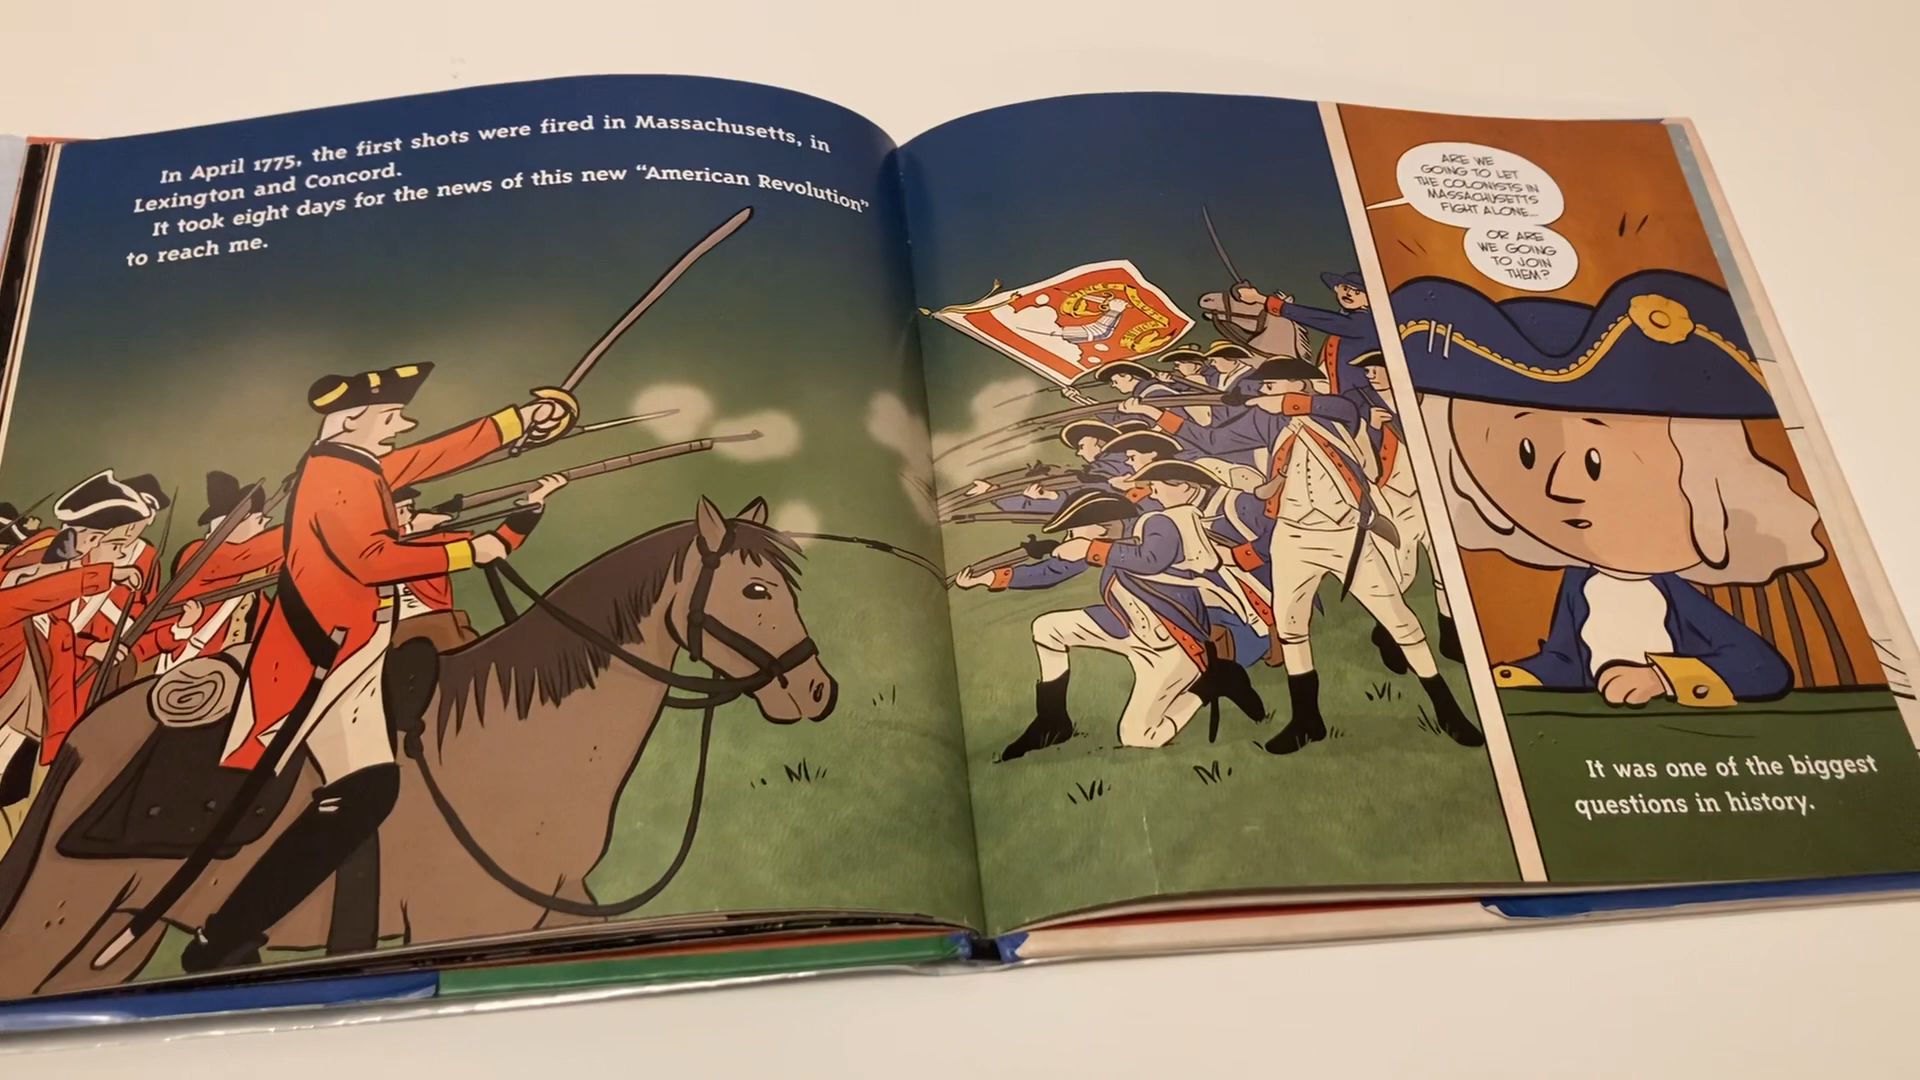 In April 1775, the first shots were fired in Massachusetts, in
Lexington and Concord.
It took eight days for the news of this new “American Revolution”
to reach me.
ARE WE
GOING TO LET
THE COLONISTS IN
MASSACHUSETTS
FIGHT ALONE...
OR ARE
WE GOING
TO JOIN
THEM?
It was one of the biggest
questions in history.